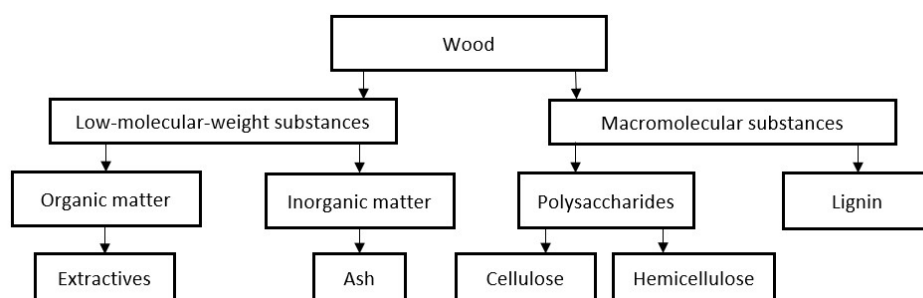 Wood
Low-molecular-weight substances
Macromolecular substances
Organic matter
Inorganic matter
Polysaccharides
Lignin
Extractives
Ash
Cellulose
Hemicellulose